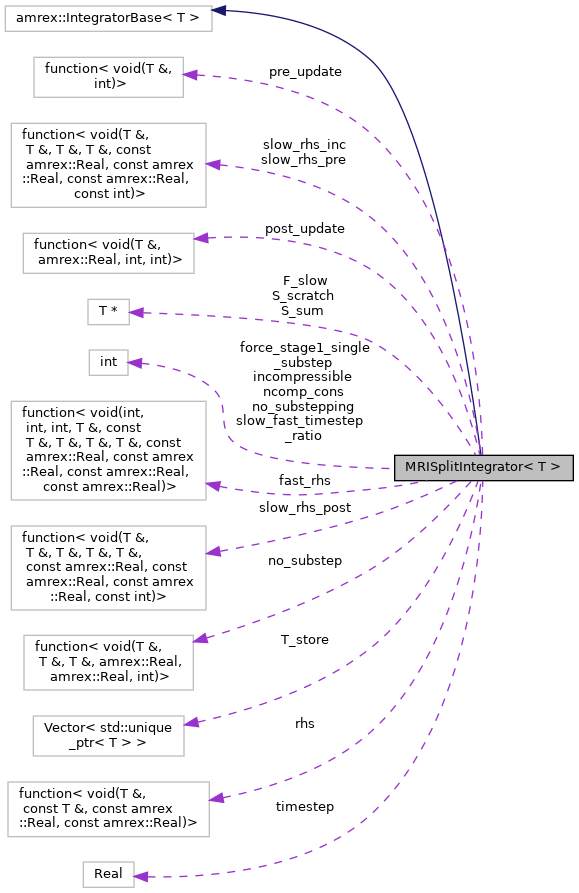 amrex::IntegratorBase< T >
function< void(T &,
int)>
pre_update
function< void(T &,
T &, T &, T &, const
amrex::Real, const amrex
::Real, const amrex::Real,
const int)>
slow_rhs_inc
slow_rhs_pre
function< void(T &,
amrex::Real, int, int)>
post_update
T *
F_slow
S_scratch
S_sum
int
force_stage1_single
_substep
incompressible
ncomp_cons
no_substepping
slow_fast_timestep
_ratio
function< void(int,
int, int, T &, const
T &, T &, T &, T &, const
amrex::Real, const amrex
::Real, const amrex::Real,
const amrex::Real)>
fast_rhs
MRISplitIntegrator< T >
function< void(T &,
T &, T &, T &, T &,
const amrex::Real, const
amrex::Real, const amrex
::Real, const int)>
slow_rhs_post
function< void(T &,
T &, T &, amrex::Real,
amrex::Real, int)>
no_substep
Vector< std::unique
_ptr< T > >
T_store
function< void(T &,
const T &, const amrex
::Real, const amrex::Real)>
rhs
Real
timestep